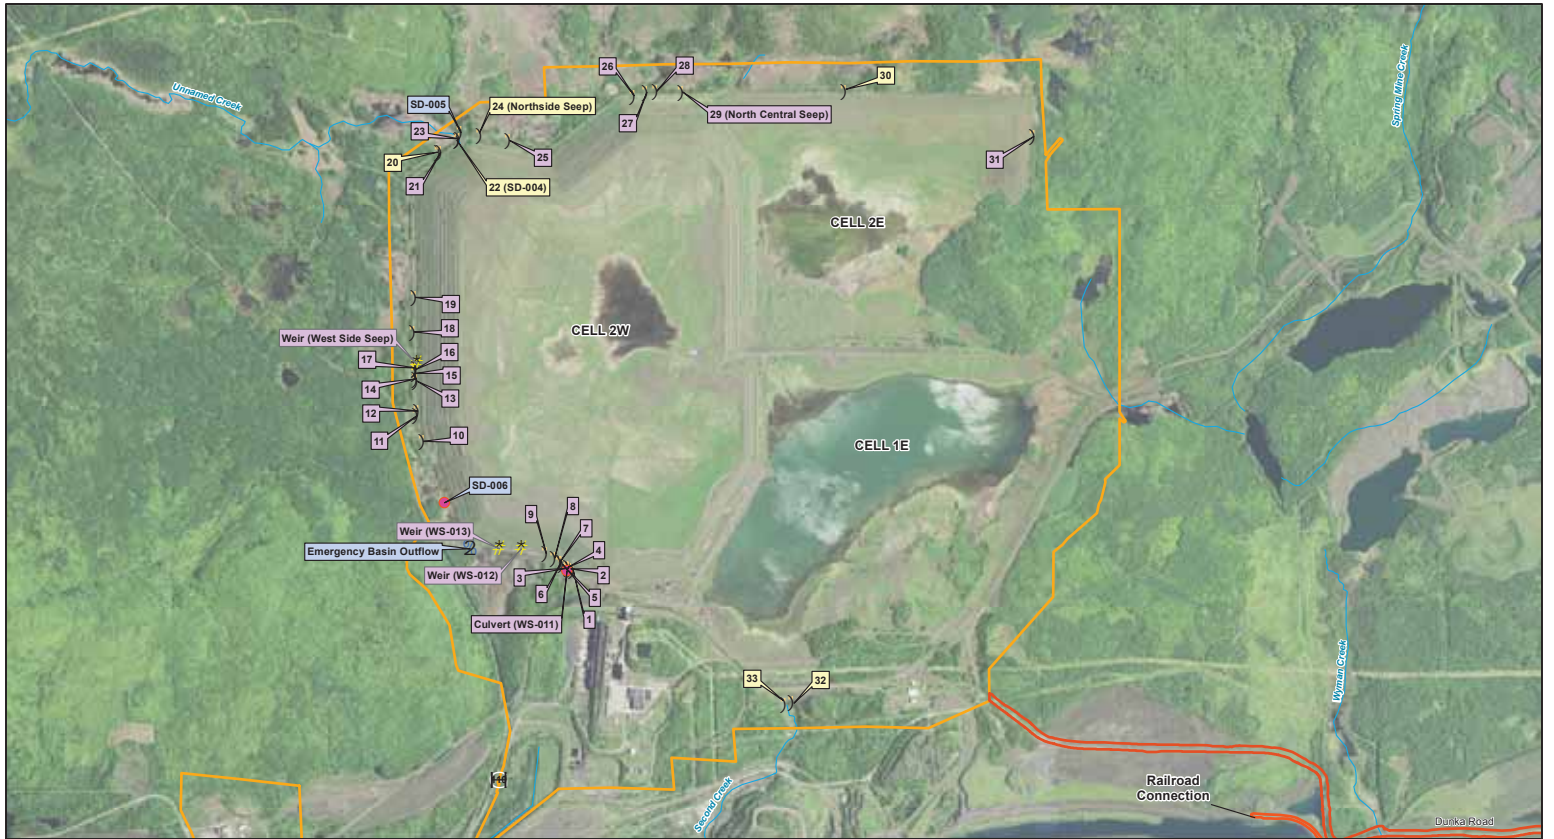 26
28
30
Unnamed Creek
SD-005
24 (Northside Seep)
29 (North Central Seep)
Spring Mine Creek
27
23
20
25
31
21
22 (SD-004)
CELL 2E
19
18
Weir (West Side Seep)
CELL 2W
17
16
15
14
13
12
11
10
CELL 1E
SD-006
9
8
7
Weir (WS-013)
Emergency Basin Outflow
4
Weir (WS-012)
3
2
6
5
Culvert (WS-011)
1
33
32
Wyman Creek
Second Creek
Railroad
Connection
Dunka Road